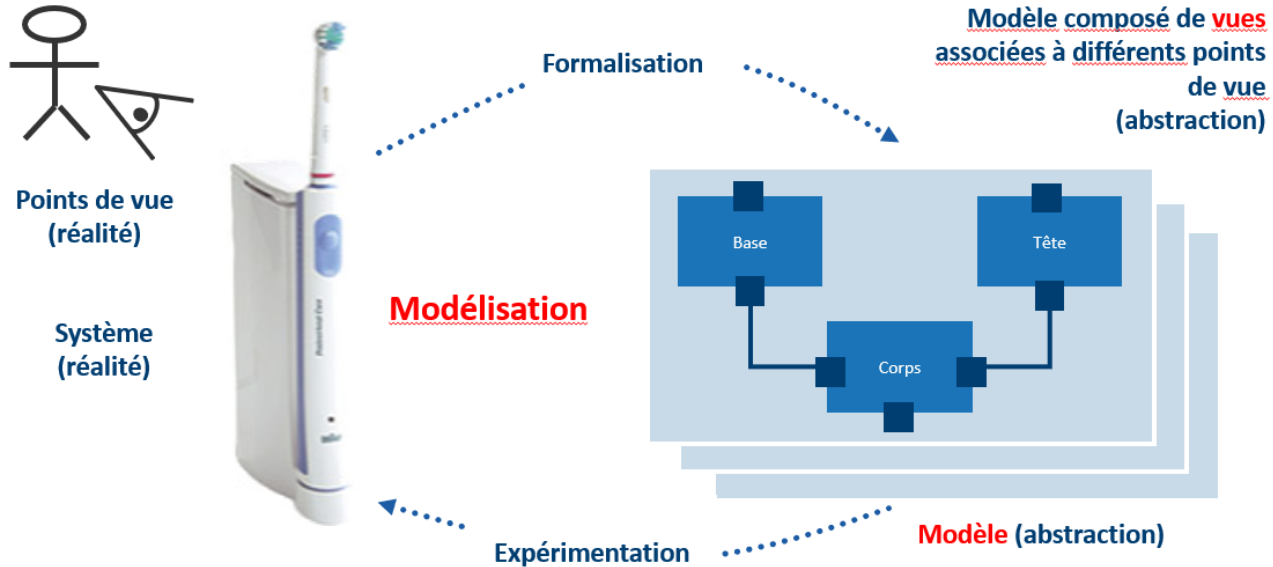 Modèle composé de vues
associées à différents points
de vue
(abstraction)
Formalisation
Points de vue
(réalité)
Base
Tête
Modélisation
Système
(réalité)
Corps
Modèle (abstraction)
Expérimentation